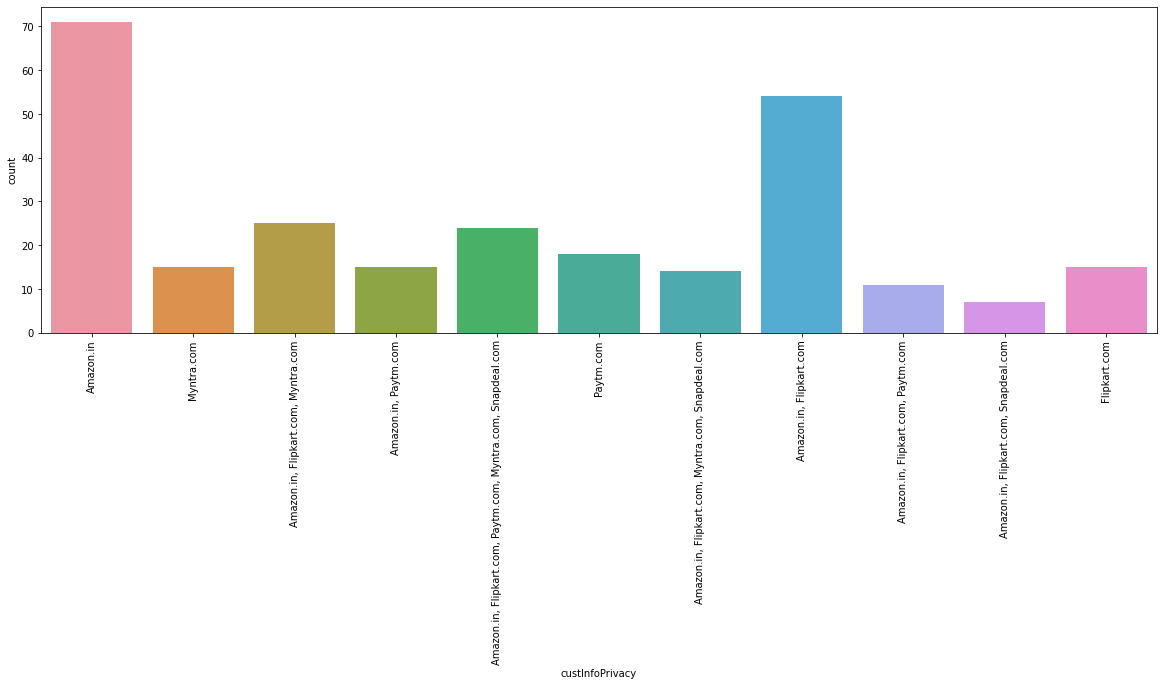 70
60
50
40
30
20
10
0
count
Amazon.in
Myntra.com
Amazon.in, Flipkart.com, Myntra.com
Amazon.in, Paytm.com
Amazon.in, Flipkart.com, Paytm.com, Myntra.com, Snapdeal.com
Paytm.com
Amazon.in, Flipkart.com, Myntra.com, Snapdeal.com
Amazon.in, Flipkart.com
Amazon.in, Flipkart.com, Paytm.com
Amazon.in, Flipkart.com, Snapdeal.com
Flipkart.com
custInfoPrivacy